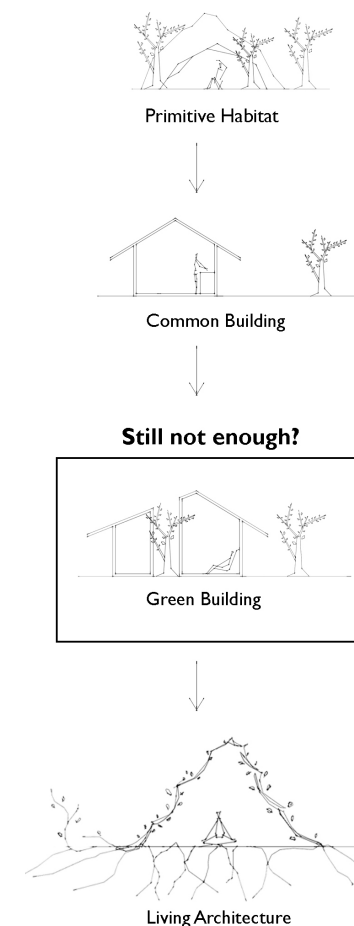 Primitive Habitat
Common Building
Still not enough?
Green Building
Living Architecture